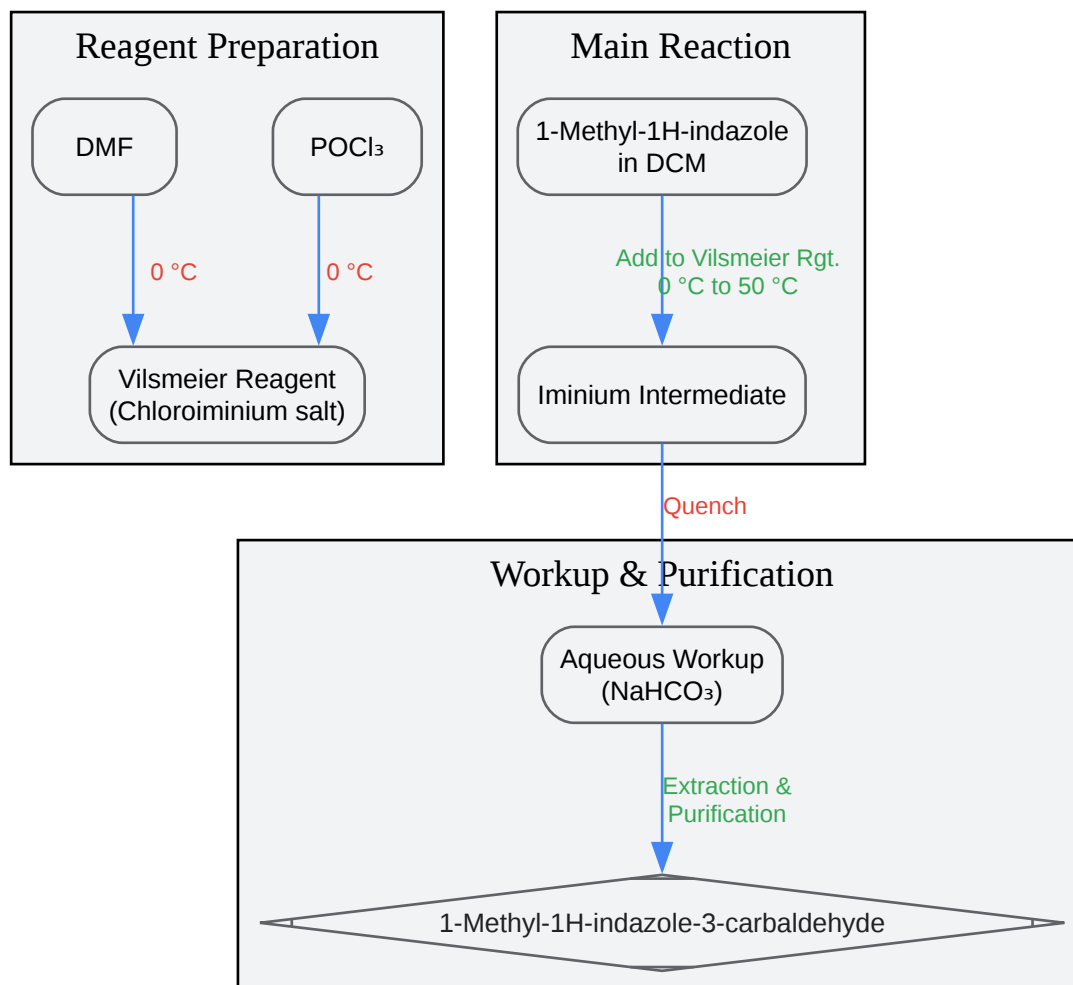 Reagent Preparation
DMF
POCl₃
0 °C
0 °C
Vilsmeier Reagent
(Chloroiminium salt)
Main Reaction
1-Methyl-1H-indazole
in DCM
Add to Vilsmeier Rgt.
0 °C to 50 °C
Iminium Intermediate
Quench
Workup & Purification
Aqueous Workup
(NaHCO₃)
Extraction &
Purification
1-Methyl-1H-indazole-3-carbaldehyde